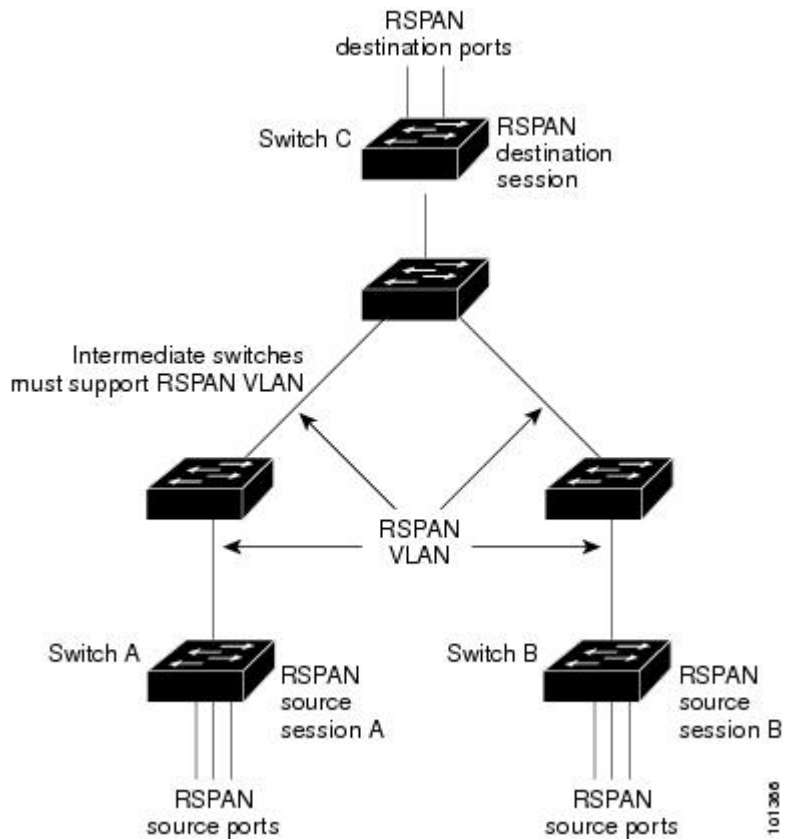 RSPAN
destination ports
Switch C
RSPAN
destination
session
Intermediate switches
must support RSPAN VLAN
RSPAN
VLAN
Switch A
RSPAN
source
session A
Switch B
RSPAN
source
session B
RSPAN
source ports
RSPAN
source ports
101366